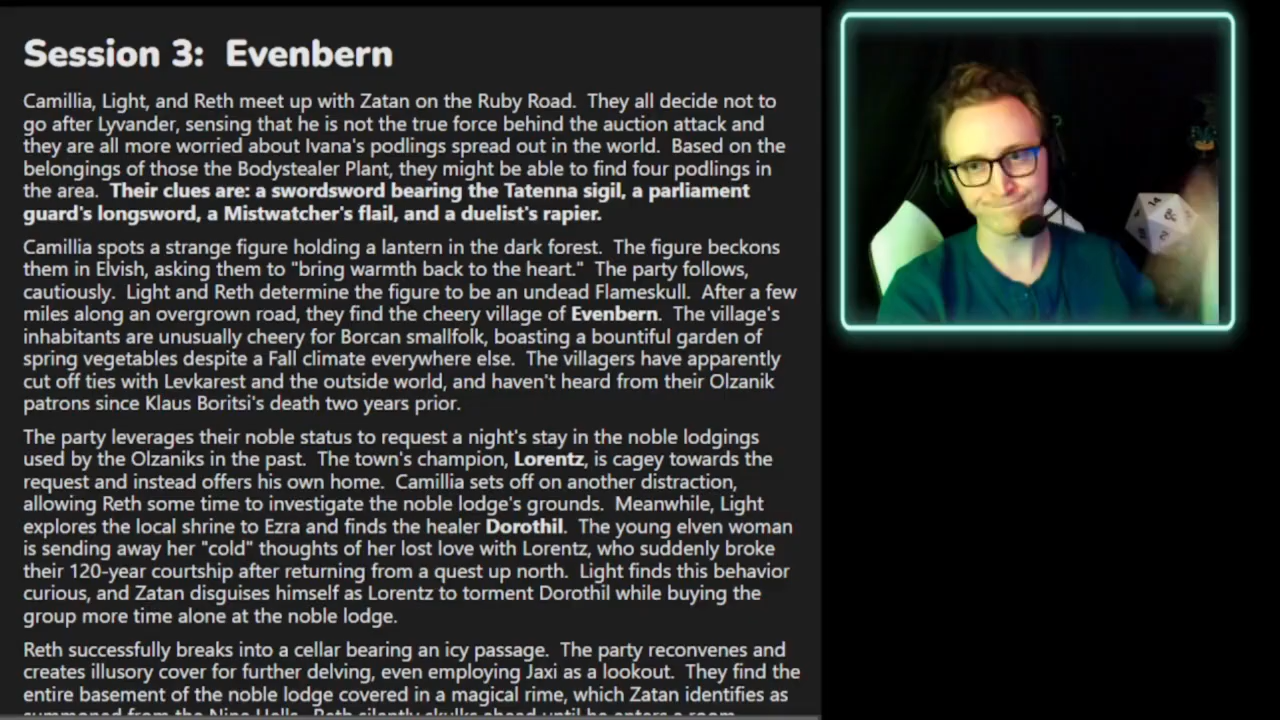 Session 3:  Evenbern
Camillia, Light, and Reth meet up with Zatan on the Ruby Road.  They all decide not to
go after Lyvander, sensing that he is not the true force behind the auction attack and
they are all more worried about Ivana's podlings spread out in the world.  Based on the
belongings of those the Bodystealer Plant, they might be able to find four podlings in
the area.  Their clues are: a swordsword bearing the Tatenna sigil, a parliament
guard's longsword, a Mistwatcher's flail, and a duelist's rapier.
Camillia spots a strange figure holding a lantern in the dark forest.  The figure beckons
them in Elvish, asking them to "bring warmth back to the heart."  The party follows,
cautiously.  Light and Reth determine the figure to be an undead Flameskull.  After a few
miles along an overgrown road, they find the cheery village of Evenbern.  The village's
inhabitants are unusually cheery for Borcan smallfolk, boasting a bountiful garden of
spring vegetables despite a Fall climate everywhere else.  The villagers have apparently
cut off ties with Levkarest and the outside world, and haven't heard from their Olzanik
patrons since Klaus Boritsi's death two years prior.
The party leverages their noble status to request a night's stay in the noble lodgings
used by the Olzaniks in the past.  The town's champion, Lorentz, is cagey towards the
request and instead offers his own home.  Camillia sets off on another distraction,
allowing Reth some time to investigate the noble lodge's grounds.  Meanwhile, Light
explores the local shrine to Ezra and finds the healer Dorothil.  The young elven woman
is sending away her "cold" thoughts of her lost love with Lorentz, who suddenly broke
their 120-year courtship after returning from a quest up north.  Light finds this behavior
curious, and Zatan disguises himself as Lorentz to torment Dorothil while buying the
group more time alone at the noble lodge.
Reth successfully breaks into a cellar bearing an icy passage.  The party reconvenes and
creates illusory cover for further delving, even employing Jaxi as a lookout.  They find the
entire basement of the noble lodge covered in a magical rime, which Zatan identifies as
summoned from the Nine Hells.  Reth silently skulks ahead until he enters a room